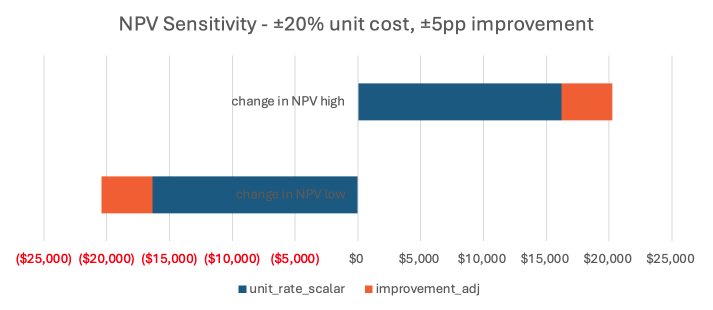 NPV Sensitivity - ±20% unit cost, ±5pp improvement
change in NPV high
change in NPV low
($25,000) ($20,000) ($15,000) ($10,000) ($5,000) $0 $5,000 $10,000 $15,000 $20,000 $25,000
unit_rate_scalar improvement_adj